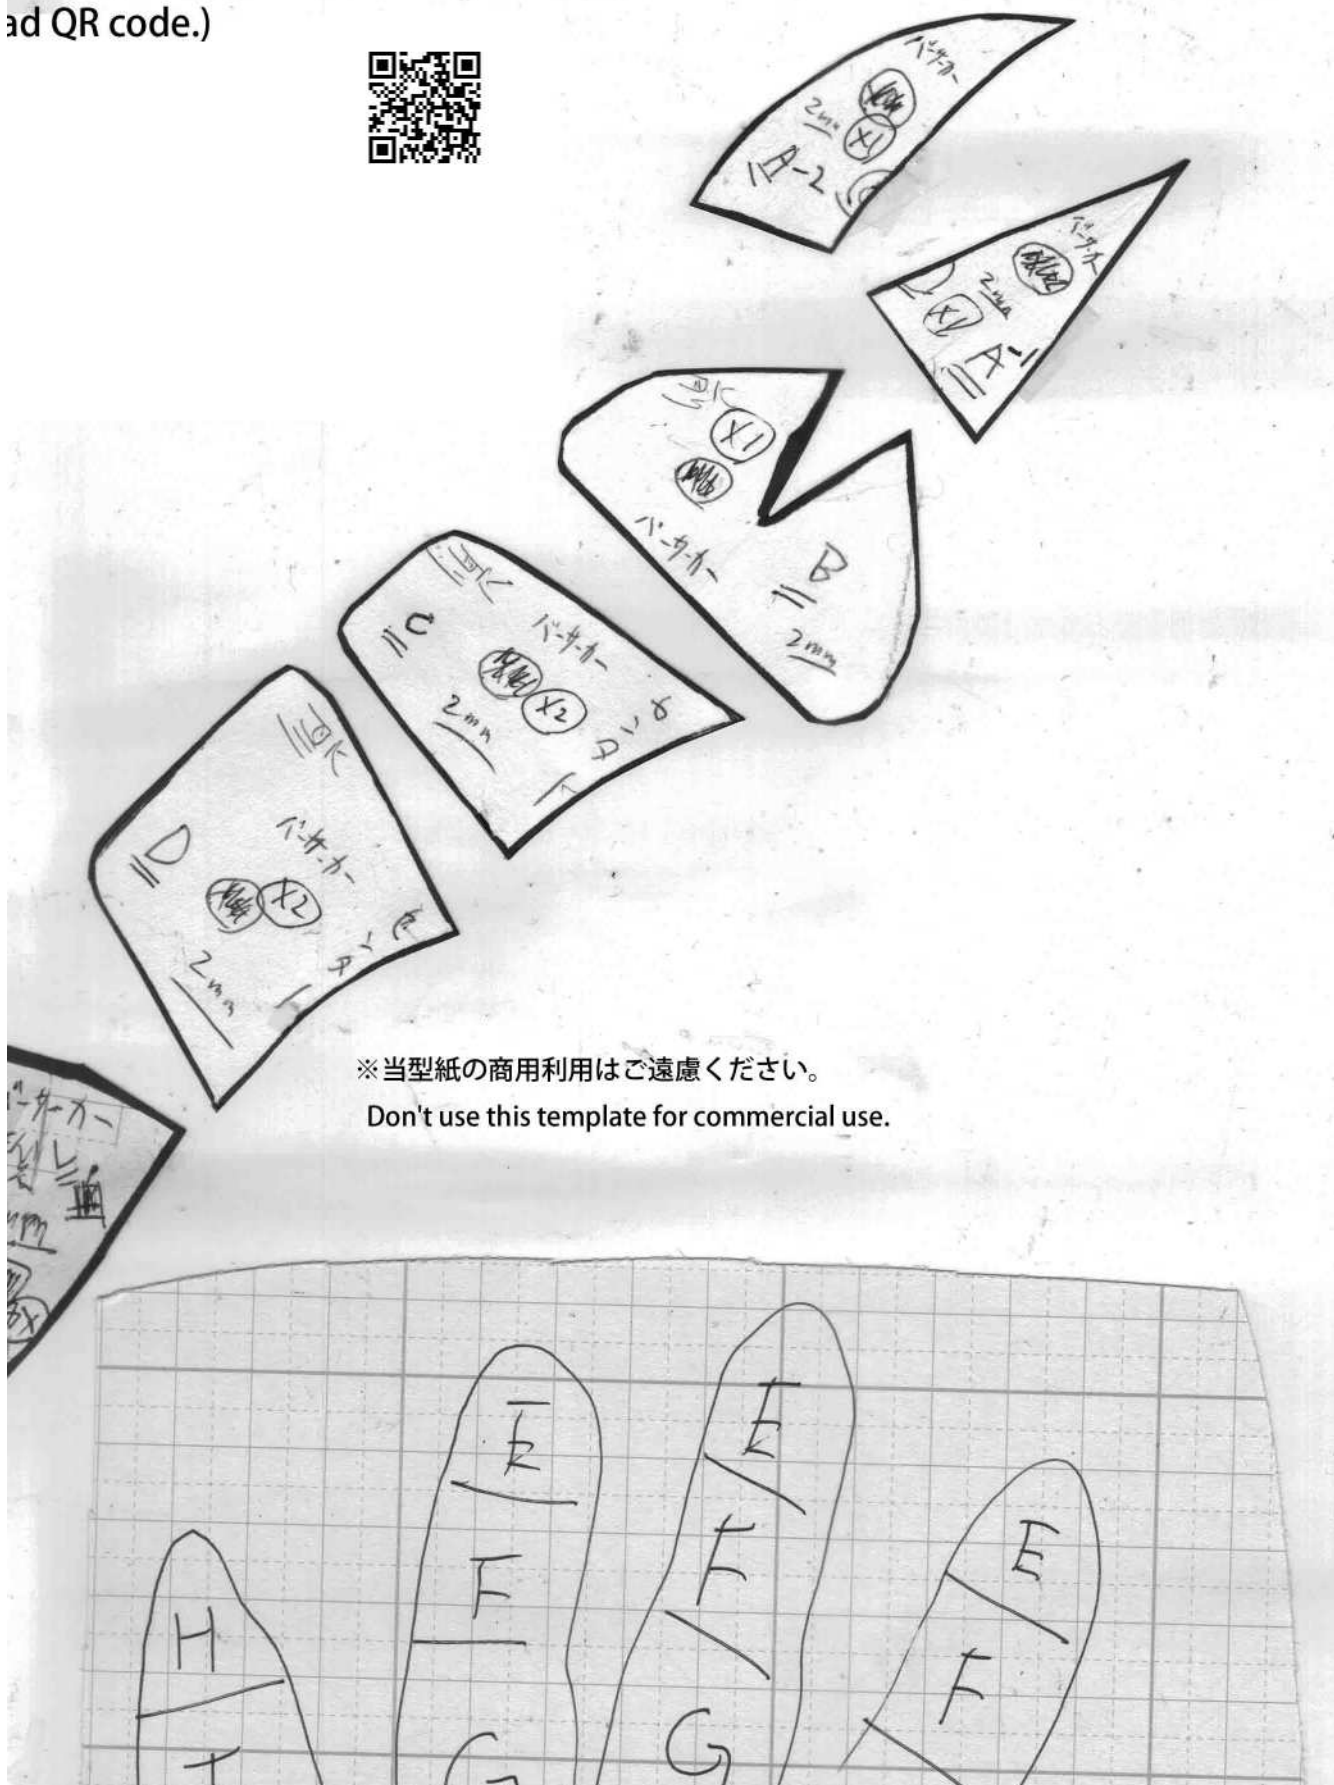 ad QR code.)
バーサーカー
2mm
X1
A-2
バーサーカー
2mm
X1
A-1
X1
バーサーカー
B
2mm
C
バーサーカー
X2
2mm
D
バーサーカー
X2
2mm
※当型紙の商用利用はご遠慮ください。
Don't use this template for commercial use.
ーサーカー
E
E
E
F
F
F
H
G
G
I